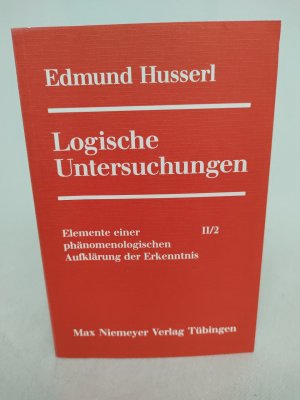 Edmund Husserl
Logische
Untersuchungen
Elemente einer II/2
phänomenologischen
Aufklärung der Erkenntnis
Max Niemeyer Verlag Tübingen